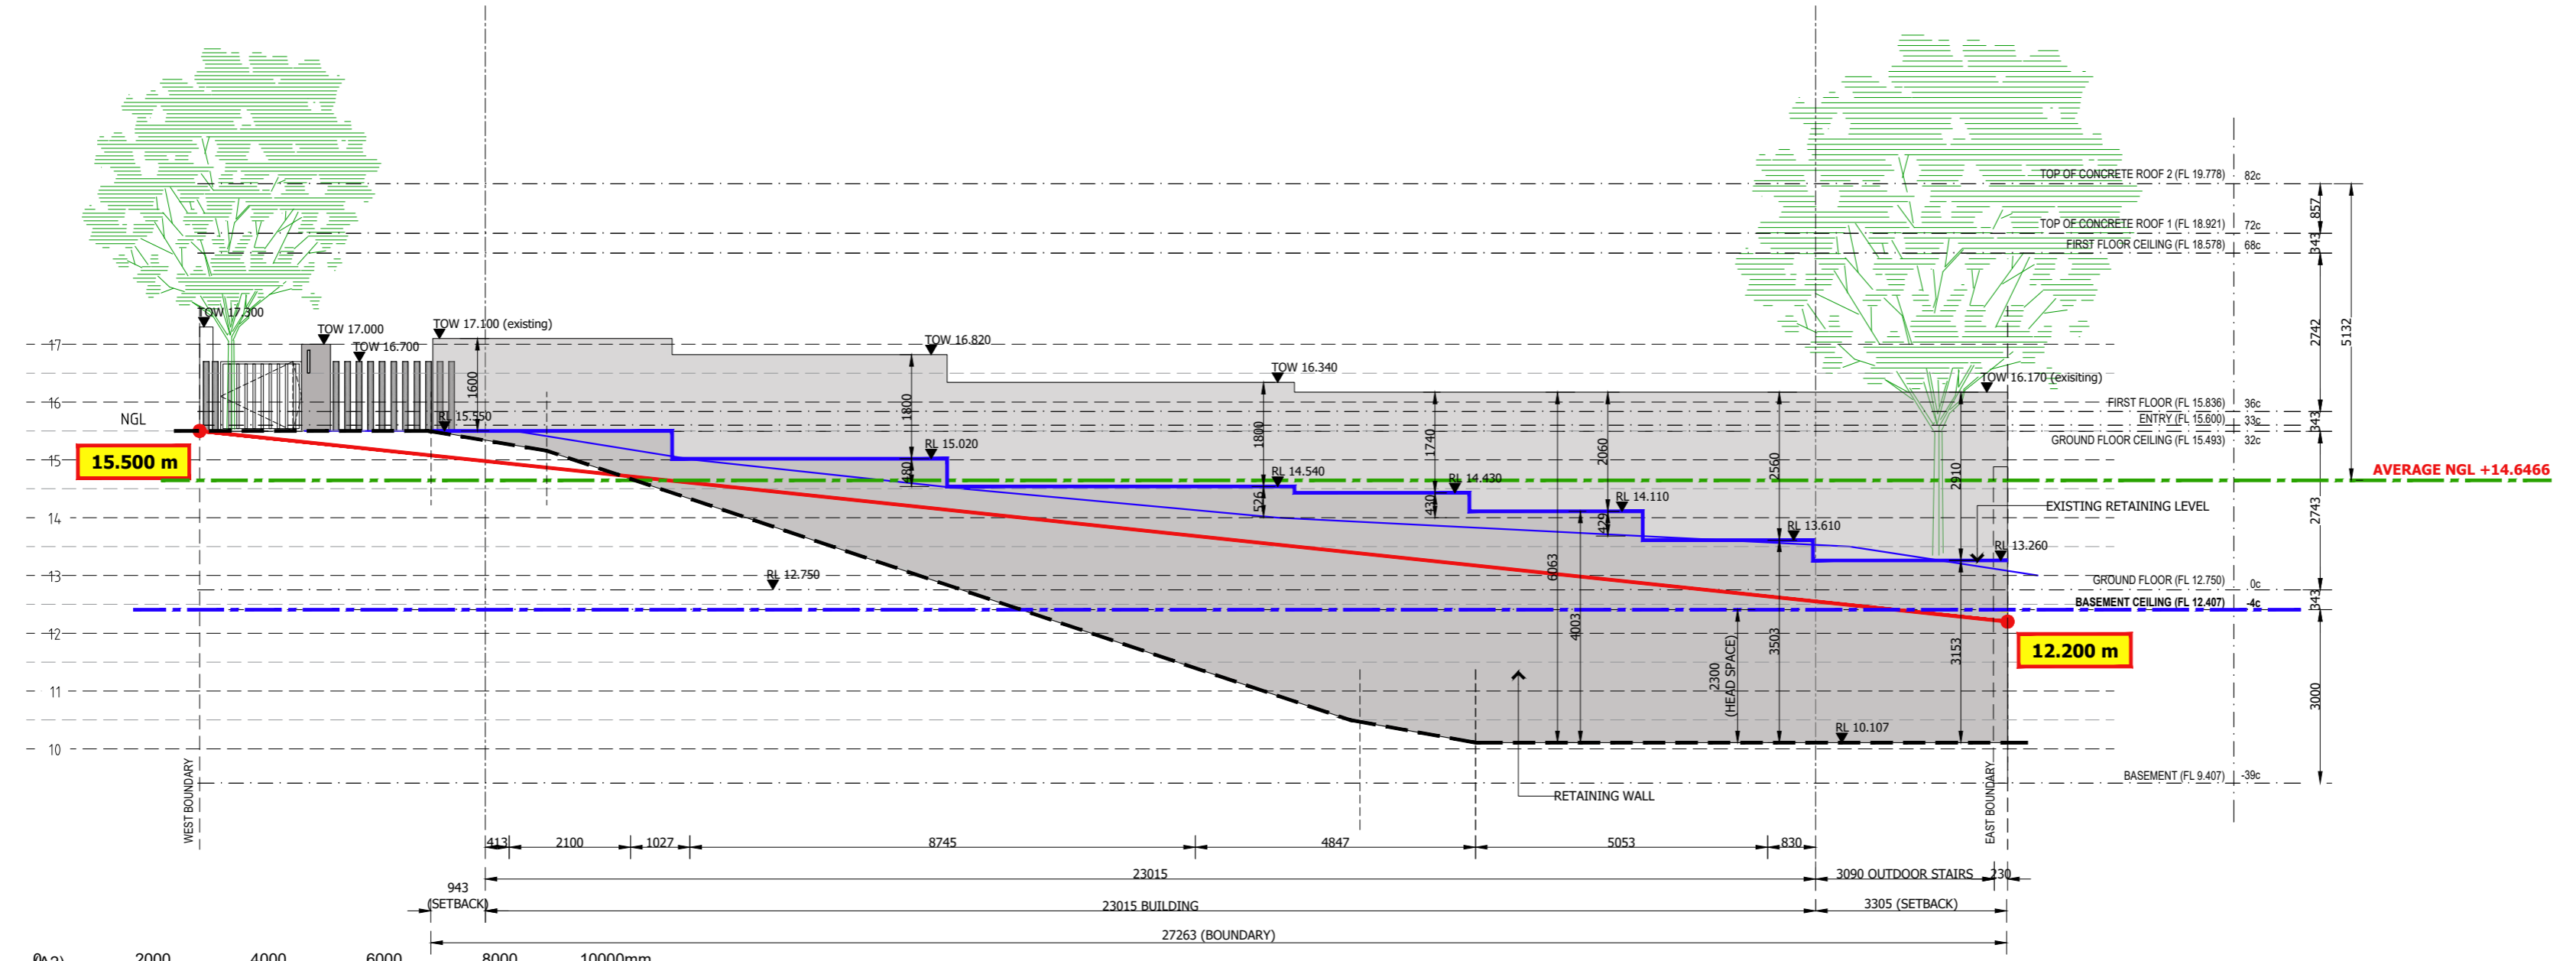 TOP OF CONCRETE ROOF 2 (FL 19.778) 82c
857
TOP OF CONCRETE ROOF 1 (FL 18.921) 72c
FIRST FLOOR CEILING (FL 18.578) 68c
343
2742
5132
TOW 17.300
TOW 17.000
TOW 16.700
TOW 17.100 (existing)
TOW 16.820
TOW 16.340
TOW 16.170 (exisiting)
17
16
15
14
13
12
11
10
NGL
15.500 m
1600
RL 15.550
1800
RL 15.020
480
1800
RL 14.540
526
1740
RL 14.430
430
2060
RL 14.110
429
2560
RL 13.610
2910
RL 13.260
FIRST FLOOR (FL 15.836) 36c
ENTRY (FL 15.600) 33c
343
GROUND FLOOR CEILING (FL 15.493) 32c
AVERAGE NGL +14.6466
EXISTING RETAINING LEVEL
2743
RL 12.750
GROUND FLOOR (FL 12.750) 0c
BASEMENT CEILING (FL 12.407) -4c
343
12.200 m
6063
4003
2300
(HEAD SPACE)
3503
3153
3000
RL 10.107
BASEMENT (FL 9.407) -39c
RETAINING WALL
WEST BOUNDARY
EAST BOUNDARY
413
2100
1027
8745
4847
5053
830
23015
3090 OUTDOOR STAIRS
230
943
(SETBACK)
23015 BUILDING
3305 (SETBACK)
27263 (BOUNDARY)
2000 4000 6000 8000 10000mm